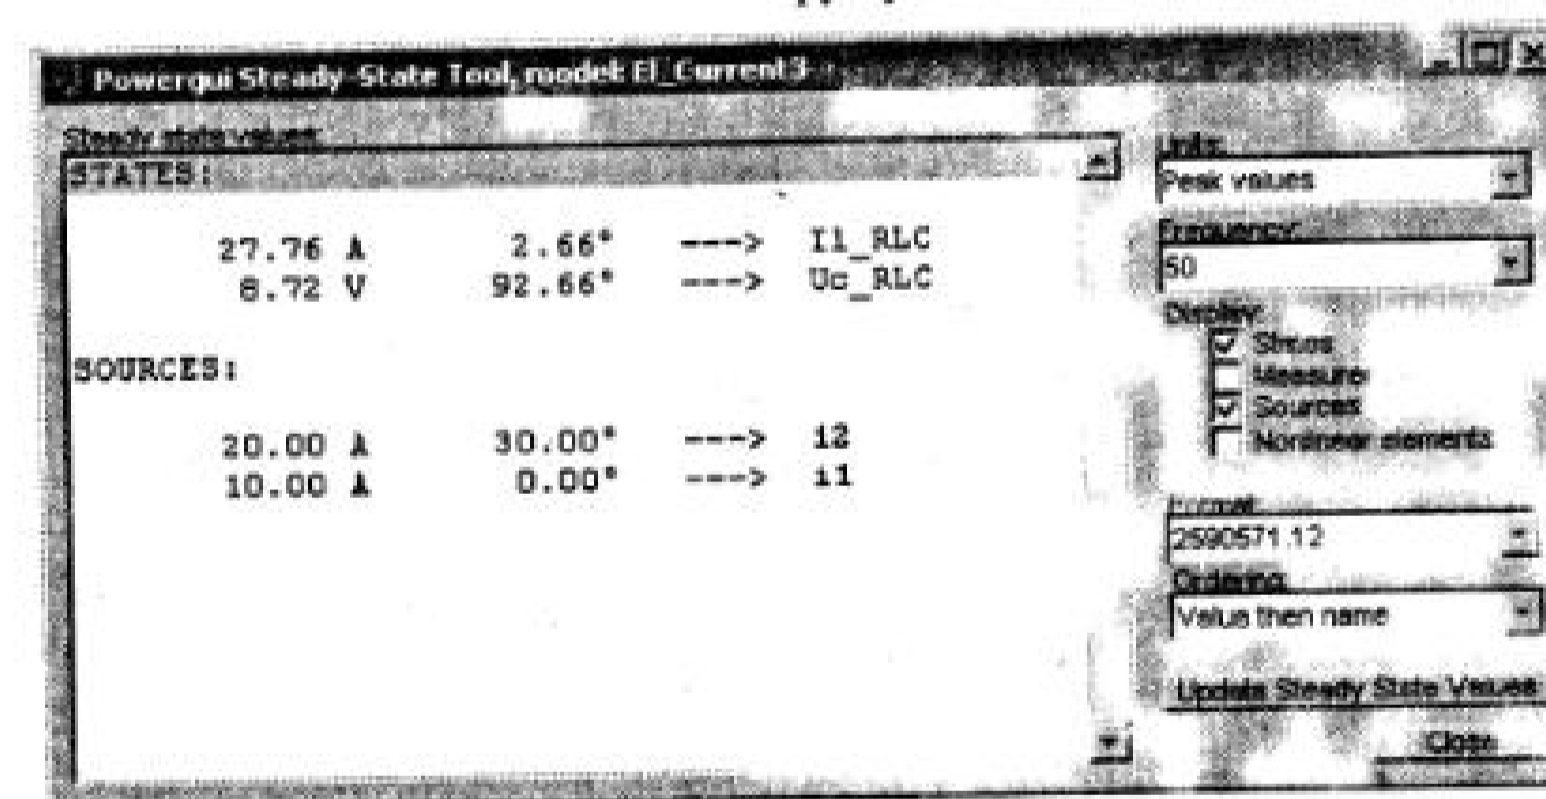 Powergui Steady-State Tool, model: El_Current3
Steady state values:
STATES:
27.76 A 2.66° ---> Il_RLC
8.72 V 92.66° ---> Uc_RLC
SOURCES:
20.00 A 30.00° ---> i2
10.00 A 0.00° ---> i1
Units:
Peak values
Frequency:
50
Display:
States
Measure
Sources
Nonlinear elements
Format:
2590571.12
Ordering:
Value then name
Update Steady State Values
Close